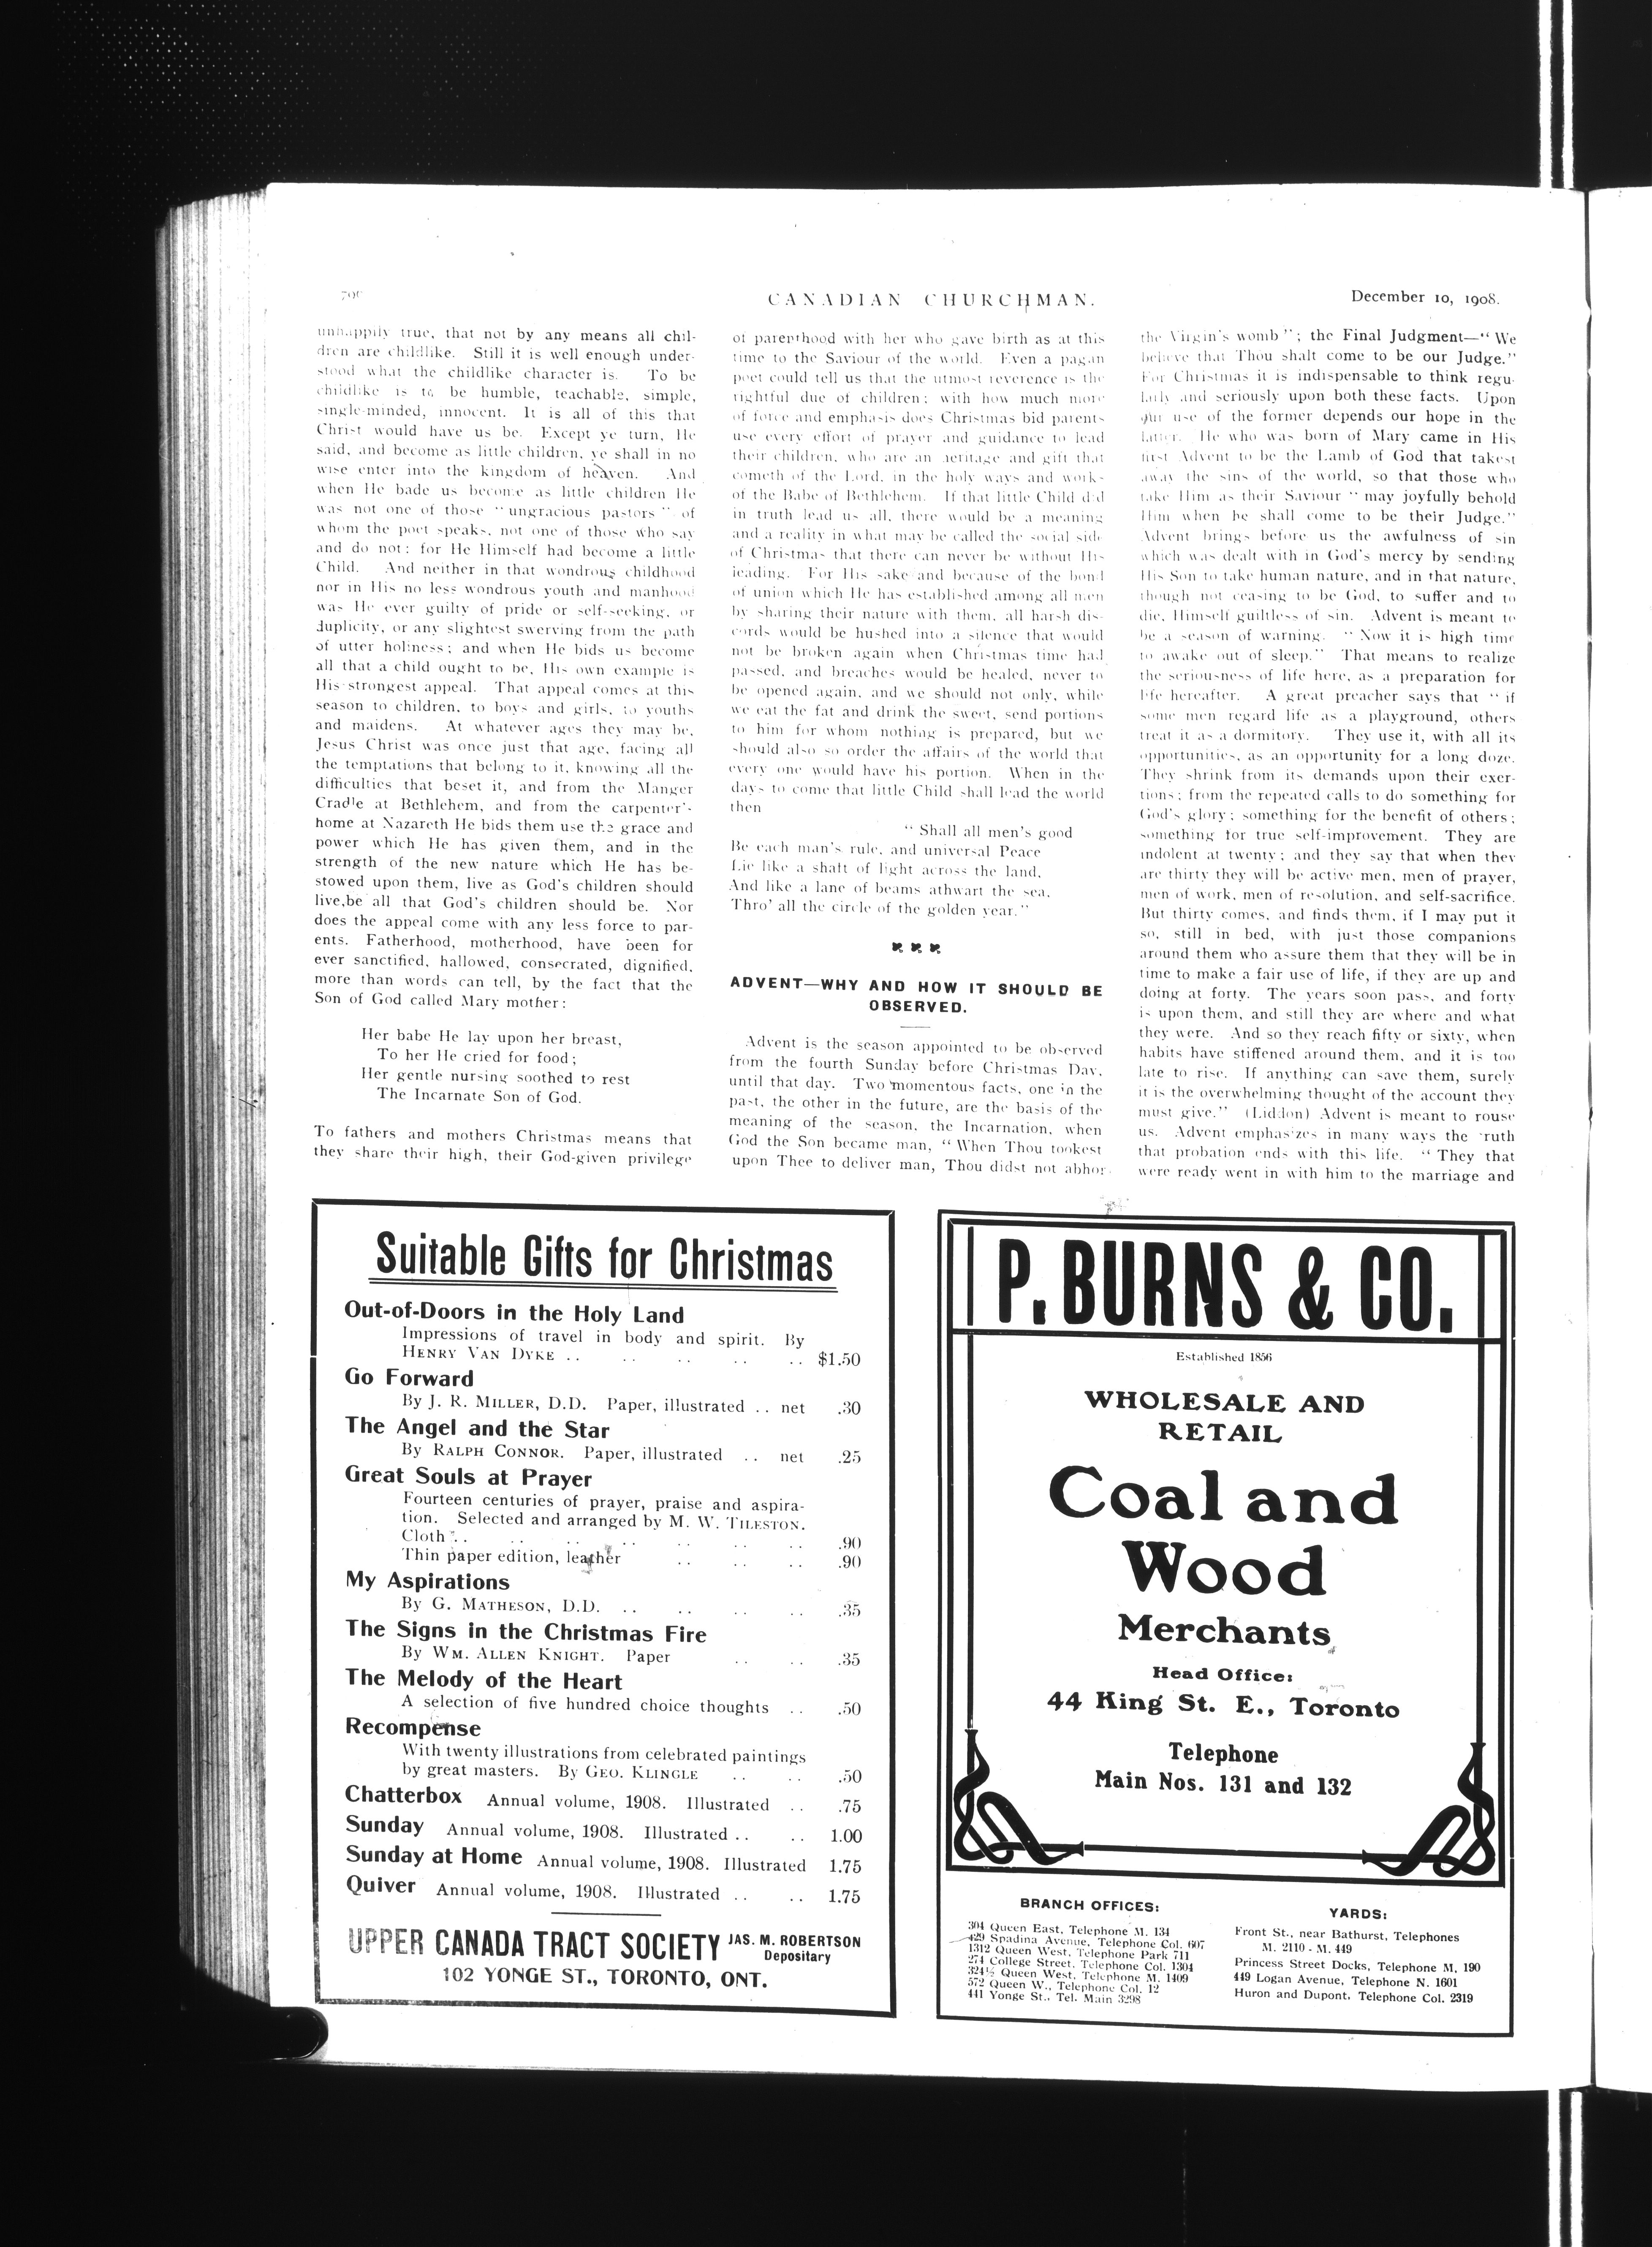 CANADIAN CHURCHMAN.
December 10, 1908.
unhappily true, that not by any means all chil-
dren are childlike. Still it is well enough under-
stood what the childlike character is. To be
childlike is to be humble, teachable, simple,
single-minded, innocent. It is all of this that
Christ would have us be. Except ye turn, He
said, and become as little children, ye shall in no
wise enter into the kingdom of heaven. And
when He bade us become as little children He
was not one of those "ungracious pastors" of
whom the poet speaks, not one of those who say
and do not; for He Himself had become a little
Child. And neither in that wondrous childhood
nor in His no less wondrous youth and manhood
was He ever guilty of pride or self-seeking, or
duplicity, or any slightest swerving from the path
of utter holiness; and when He bids us become
all that a child ought to be, His own example is
His strongest appeal. That appeal comes at this
season to children, to boys and girls, to youths
and maidens. At whatever ages they may be,
Jesus Christ was once just that age, facing all
the temptations that belong to it, knowing all the
difficulties that beset it, and from the Manger
Cradle at Bethlehem, and from the carpenter's
home at Nazareth He bids them use the grace and
power which He has given them, and in the
strength of the new nature which He has be-
stowed upon them, live as God's children should
live,be all that God's children should be. Nor
does the appeal come with any less force to par-
ents. Fatherhood, motherhood, have been for
ever sanctified, hallowed, consecrated, dignified,
more than words can tell, by the fact that the
Son of God called Mary mother:
Her babe He lay upon her breast,
To her He cried for food;
Her gentle nursing soothed to rest
The Incarnate Son of God.
To fathers and mothers Christmas means that
they share their high, their God-given privilege
of parenthood with her who gave birth as at this
time to the Saviour of the world. Even a pagan
poet could tell us that the utmost reverence is the
rightful due of children; with how much more
of force and emphasis does Christmas bid parents
use every effort of prayer and guidance to lead
their children, who are an heritage and gift that
cometh of the Lord, in the holy ways and works
of the Babe of Bethlehem. If that little Child did
in truth lead us all, there would be a meaning
and a reality in what may be called the social side
of Christmas that there can never be without His
leading. For His sake and because of the bond
of union which He has established among all men
by sharing their nature with them, all harsh dis-
cords would be hushed into a silence that would
not be broken again when Christmas time had
passed, and breaches would be healed, never to
be opened again, and we should not only, while
we eat the fat and drink the sweet, send portions
to him for whom nothing is prepared, but we
should also so order the affairs of the world that
every one would have his portion. When in the
days to come that little Child shall lead the world
then
"Shall all men's good
Be each man's rule, and universal Peace
Lie like a shaft of light across the land,
And like a lane of beams athwart the sea,
Thro' all the circle of the golden year."
ADVENT—WHY AND HOW IT SHOULD BE
OBSERVED.
Advent is the season appointed to be observed
from the fourth Sunday before Christmas Day,
until that day. Two momentous facts, one in the
past, the other in the future, are the basis of the
meaning of the season, the Incarnation, when
God the Son became man, "When Thou tookest
upon Thee to deliver man, Thou didst not abhor
the Virgin's womb"; the Final Judgment—"We
believe that Thou shalt come to be our Judge."
For Christmas it is indispensable to think regu-
larly and seriously upon both these facts. Upon
our use of the former depends our hope in the
latter. He who was born of Mary came in His
first Advent to be the Lamb of God that takest
away the sins of the world, so that those who
take Him as their Saviour "may joyfully behold
Him when he shall come to be their Judge."
Advent brings before us the awfulness of sin
which was dealt with in God's mercy by sending
His Son to take human nature, and in that nature,
though not ceasing to be God, to suffer and to
die, Himself guiltless of sin. Advent is meant to
be a season of warning. "Now it is high time
to awake out of sleep." That means to realize
the seriousness of life here, as a preparation for
life hereafter. A great preacher says that "if
some men regard life as a playground, others
treat it as a dormitory. They use it, with all its
opportunities, as an opportunity for a long doze.
They shrink from its demands upon their exer-
tions; from the repeated calls to do something for
God's glory; something for the benefit of others;
something for true self-improvement. They are
indolent at twenty; and they say that when they
are thirty they will be active men, men of prayer,
men of work, men of resolution, and self-sacrifice.
But thirty comes, and finds them, if I may put it
so, still in bed, with just those companions
around them who assure them that they will be in
time to make a fair use of life, if they are up and
doing at forty. The years soon pass, and forty
is upon them, and still they are where and what
they were. And so they reach fifty or sixty, when
habits have stiffened around them, and it is too
late to rise. If anything can save them, surely
it is the overwhelming thought of the account they
must give." (Liddon) Advent is meant to rouse
us. Advent emphasizes in many ways the truth
that probation ends with this life. "They that
were ready went in with him to the marriage and
Suitable Gifts for Christmas
Out-of-Doors in the Holy Land
Impressions of travel in body and spirit. By
HENRY VAN DYKE .. .. .. .. .. $1.50
Go Forward
By J. R. MILLER, D.D. Paper, illustrated .. net .30
The Angel and the Star
By RALPH CONNOR. Paper, illustrated .. net .25
Great Souls at Prayer
Fourteen centuries of prayer, praise and aspira-
tion. Selected and arranged by M. W. TILESTON.
Cloth .. .. .. .. .. .. .. .90
Thin paper edition, leather .. .. .. .90
My Aspirations
By G. MATHESON, D.D. .. .. .. .. .35
The Signs in the Christmas Fire
By WM. ALLEN KNIGHT. Paper .. .. .35
The Melody of the Heart
A selection of five hundred choice thoughts .. .50
Recompense
With twenty illustrations from celebrated paintings
by great masters. By GEO. KLINGLE .. .. .50
Chatterbox Annual volume, 1908. Illustrated .. .75
Sunday Annual volume, 1908. Illustrated .. .. 1.00
Sunday at Home Annual volume, 1908. Illustrated 1.75
Quiver Annual volume, 1908. Illustrated .. .. 1.75
UPPER CANADA TRACT SOCIETY JAS. M. ROBERTSON
Depositary
102 YONGE ST., TORONTO, ONT.
P. BURNS & CO.
Established 1856
WHOLESALE AND
RETAIL
Coal and
Wood
Merchants
Head Office:
44 King St. E., Toronto
Telephone
Main Nos. 131 and 132
BRANCH OFFICES:
304 Queen East, Telephone M. 134
429 Spadina Avenue, Telephone Col. 607
1312 Queen West, Telephone Park 711
274 College Street, Telephone Col. 1304
324½ Queen West, Telephone M. 1409
572 Queen W., Telephone Col. 12
441 Yonge St., Tel. Main 3298
YARDS:
Front St., near Bathurst, Telephones
M. 2110 - M. 449
Princess Street Docks, Telephone M. 190
449 Logan Avenue, Telephone N. 1601
Huron and Dupont, Telephone Col. 2319